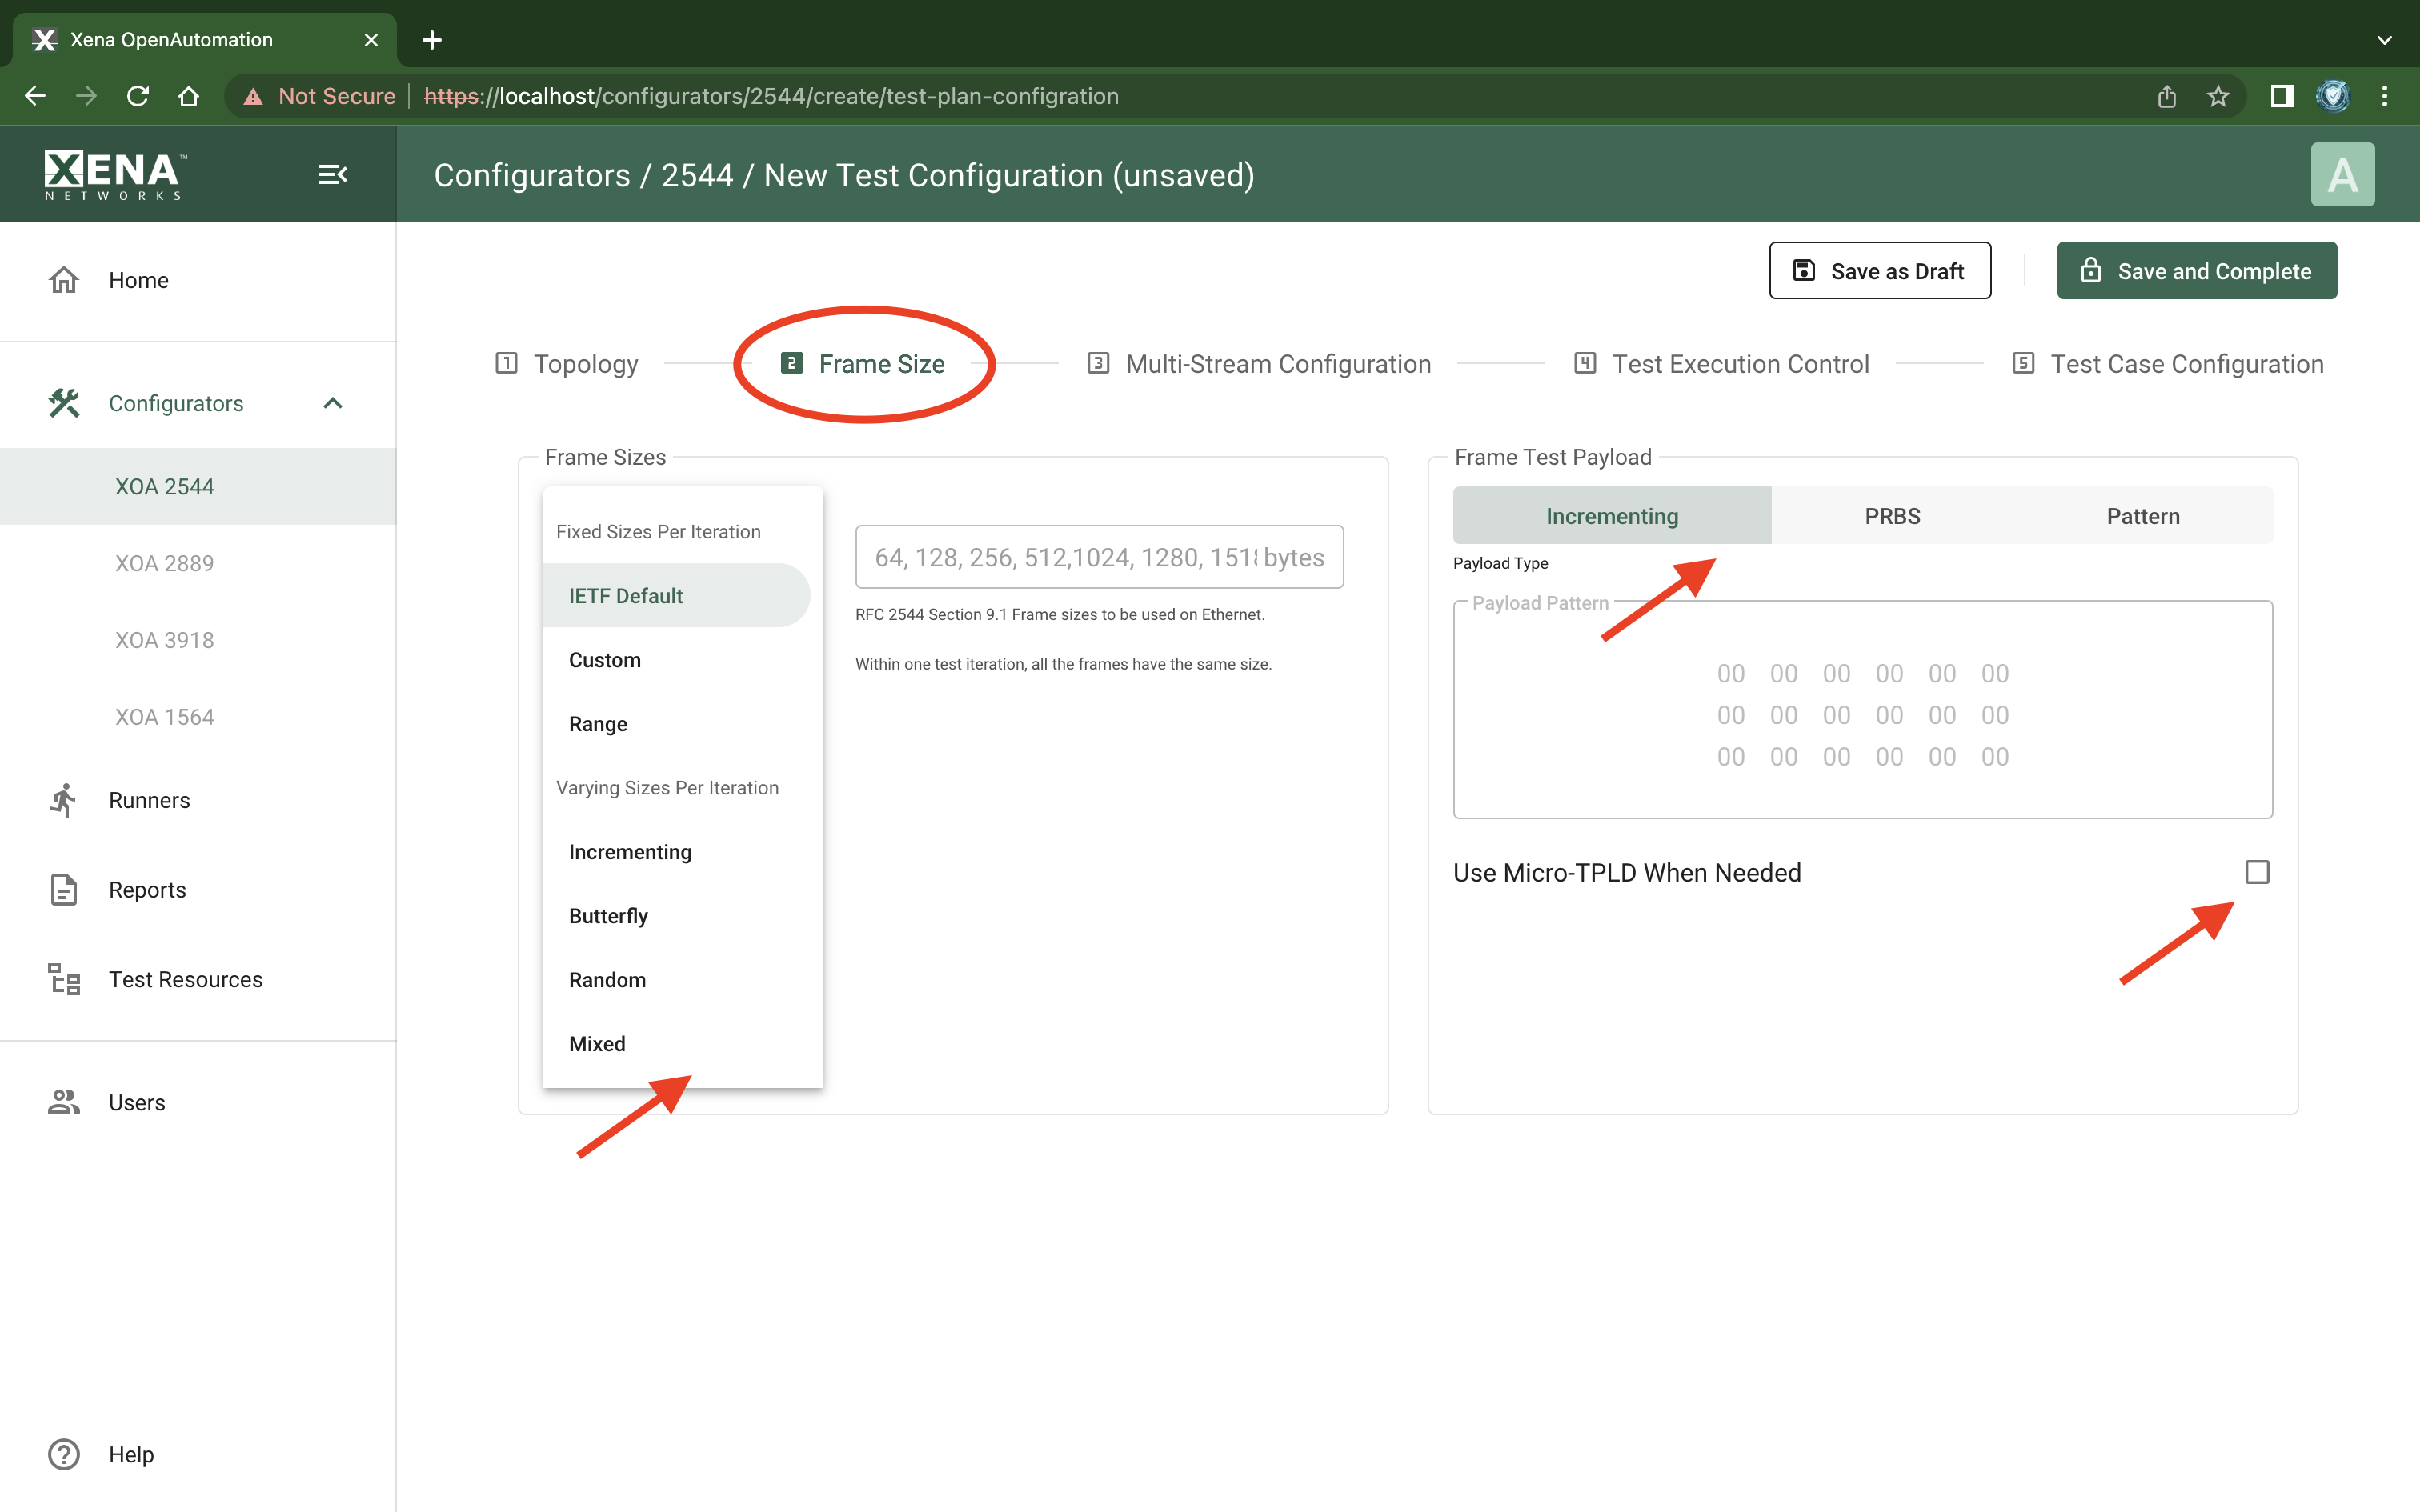 Xena OpenAutomation
Not Secure https://localhost/configurators/2544/create/test-plan-configration
XENA™
NETWORKS
Configurators / 2544 / New Test Configuration (unsaved)
A
Home
Configurators
XOA 2544
XOA 2889
XOA 3918
XOA 1564
Runners
Reports
Test Resources
Users
Help
Save as Draft
Save and Complete
1 Topology
2 Frame Size
3 Multi-Stream Configuration
4 Test Execution Control
5 Test Case Configuration
Frame Sizes
Fixed Sizes Per Iteration
IETF Default
Custom
Range
Varying Sizes Per Iteration
Incrementing
Butterfly
Random
Mixed
64, 128, 256, 512,1024, 1280, 1518 bytes
RFC 2544 Section 9.1 Frame sizes to be used on Ethernet.
Within one test iteration, all the frames have the same size.
Frame Test Payload
Incrementing PRBS Pattern
Payload Type
Payload Pattern
00 00 00 00 00 00
00 00 00 00 00 00
00 00 00 00 00 00
Use Micro-TPLD When Needed